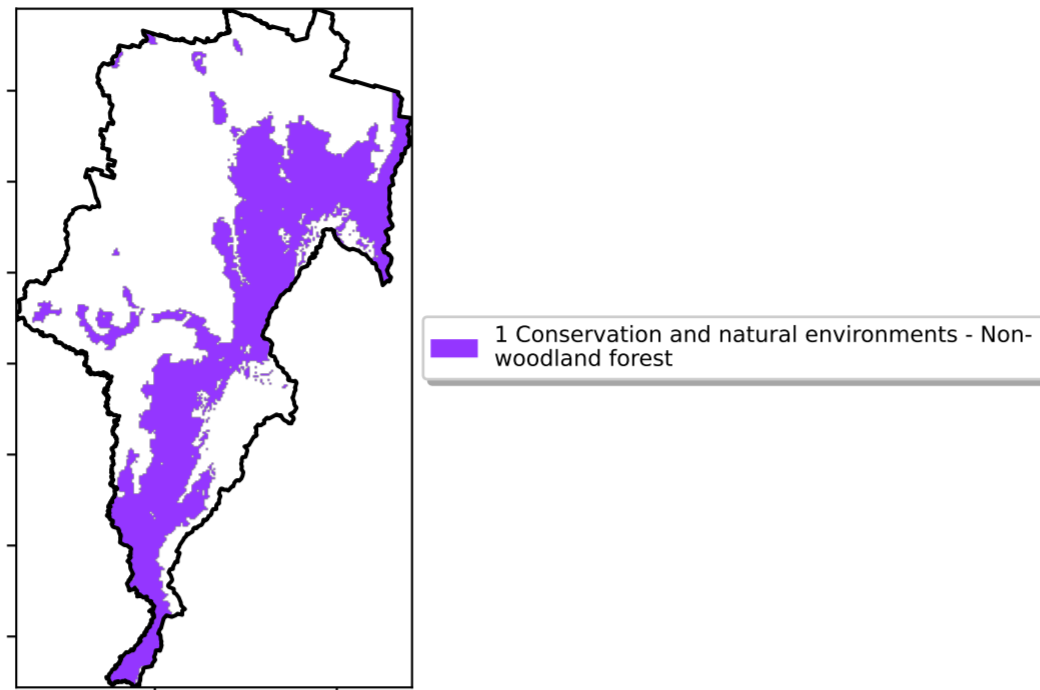 1 Conservation and natural environments - Non-
woodland forest